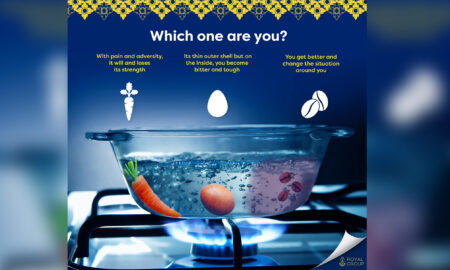 Which one are you?
With pain and adversity,
it will and loses
its strength
Its thin outer shell but on
the inside, you become
bitter and tough
You get better and
change the situation
around you
ROYAL
GROUP